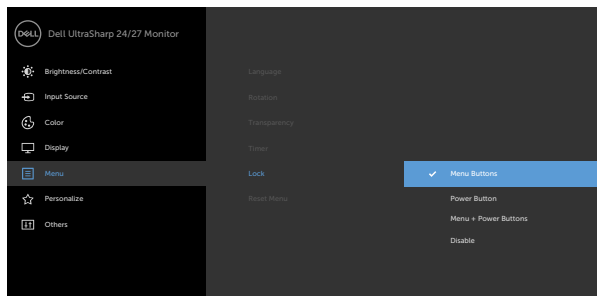 DELL
Dell UltraSharp 24/27 Monitor
Brightness/Contrast
Input Source
Color
Display
Menu
Personalize
Others
Language
Rotation
Transparency
Timer
Lock
Reset Menu
Menu Buttons
Power Button
Menu + Power Buttons
Disable